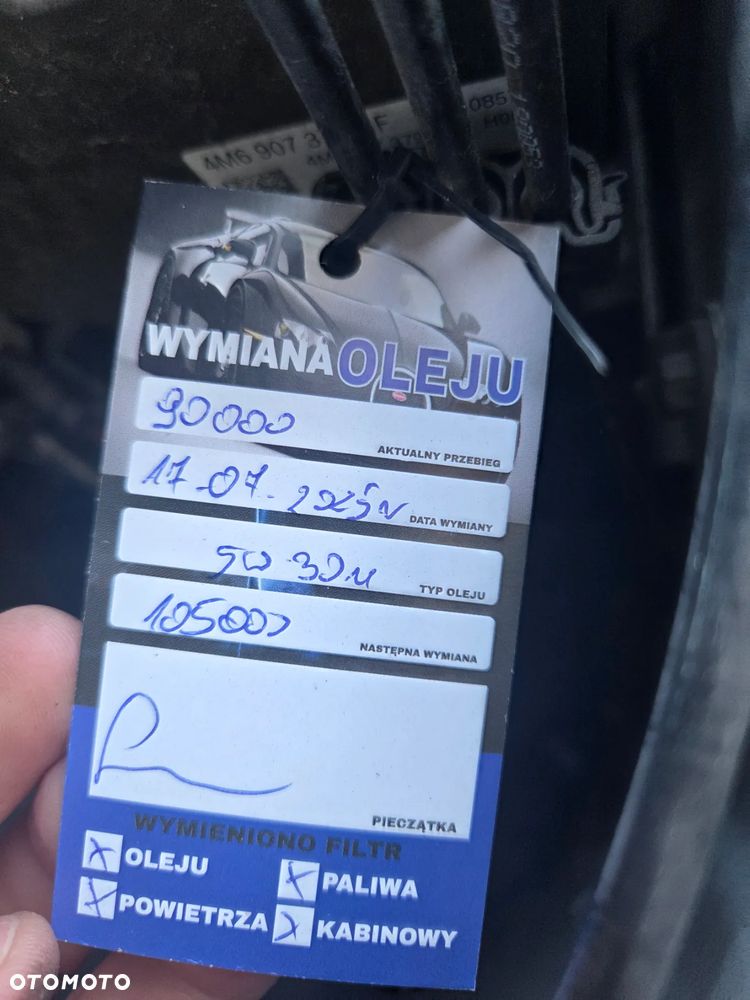 4M6 907 3
F
WYMIANA OLEJU
90000
AKTUALNY PRZEBIEG
17-07-2025r
DATA WYMIANY
5W30
TYP OLEJU
105000
NASTĘPNA WYMIANA
PIECZĄTKA
WYMIENIONO FILTR
x OLEJU
x PALIWA
x POWIETRZA
x KABINOWY
OTOMOTO